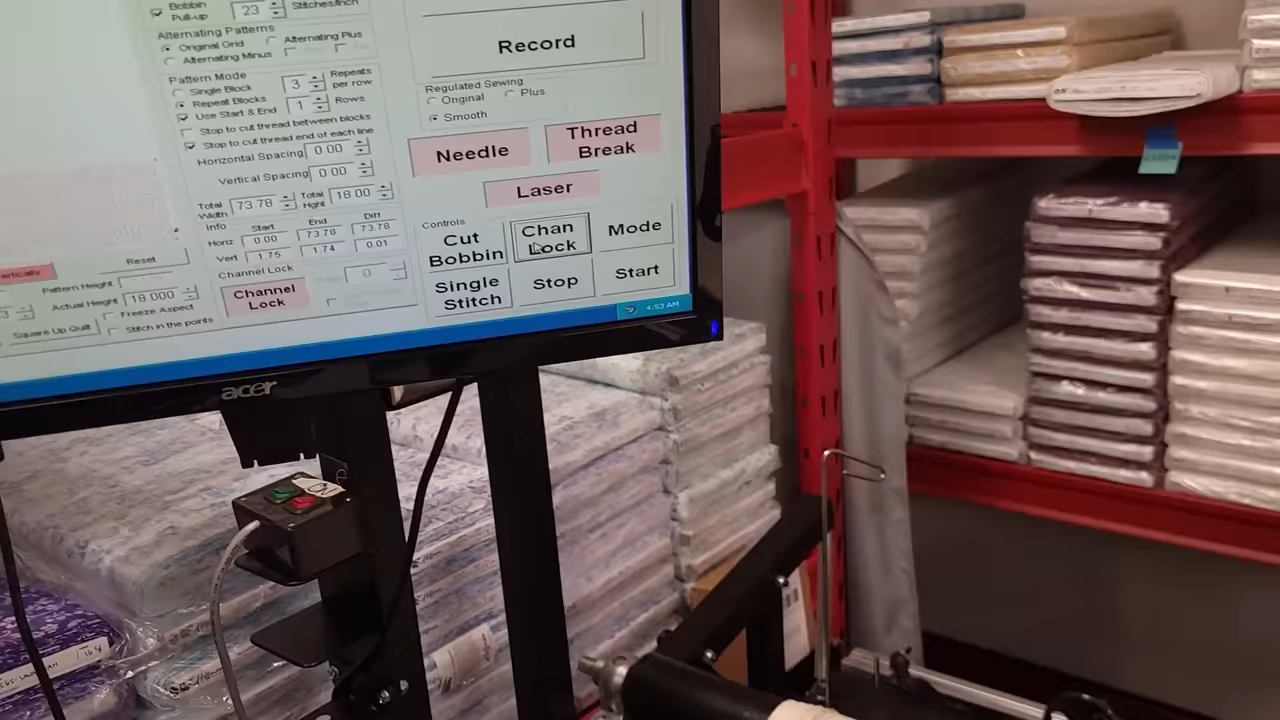 Bobbin
Pull-up
23
Stitches/Inch
Alternating Patterns
Original Grid
Alternating Plus
Alternating Minus
Pattern Mode
Single Block
Repeat Blocks
Use Start & End
3
Repeats
per row
1
Rows
Stop to cut thread between blocks
Stop to cut thread end of each line
Horizontal Spacing
0.00
Vertical Spacing
0.00
Total
Width
73.78
Total
Hght
18.00
Info
Start
End
Diff
Horiz
0.00
73.78
73.78
Vert
1.75
1.74
0.01
Channel Lock
Channel
Lock
0
Reset
Pattern Height
Actual Height
18.000
Freeze Aspect
Square Up Quilt
Stitch in the points
Record
Regulated Sewing
Original
Plus
Smooth
Needle
Thread
Break
Laser
Controls
Cut
Bobbin
Chan
Lock
Mode
Single
Stitch
Stop
Start
4:53 AM
acer
ON